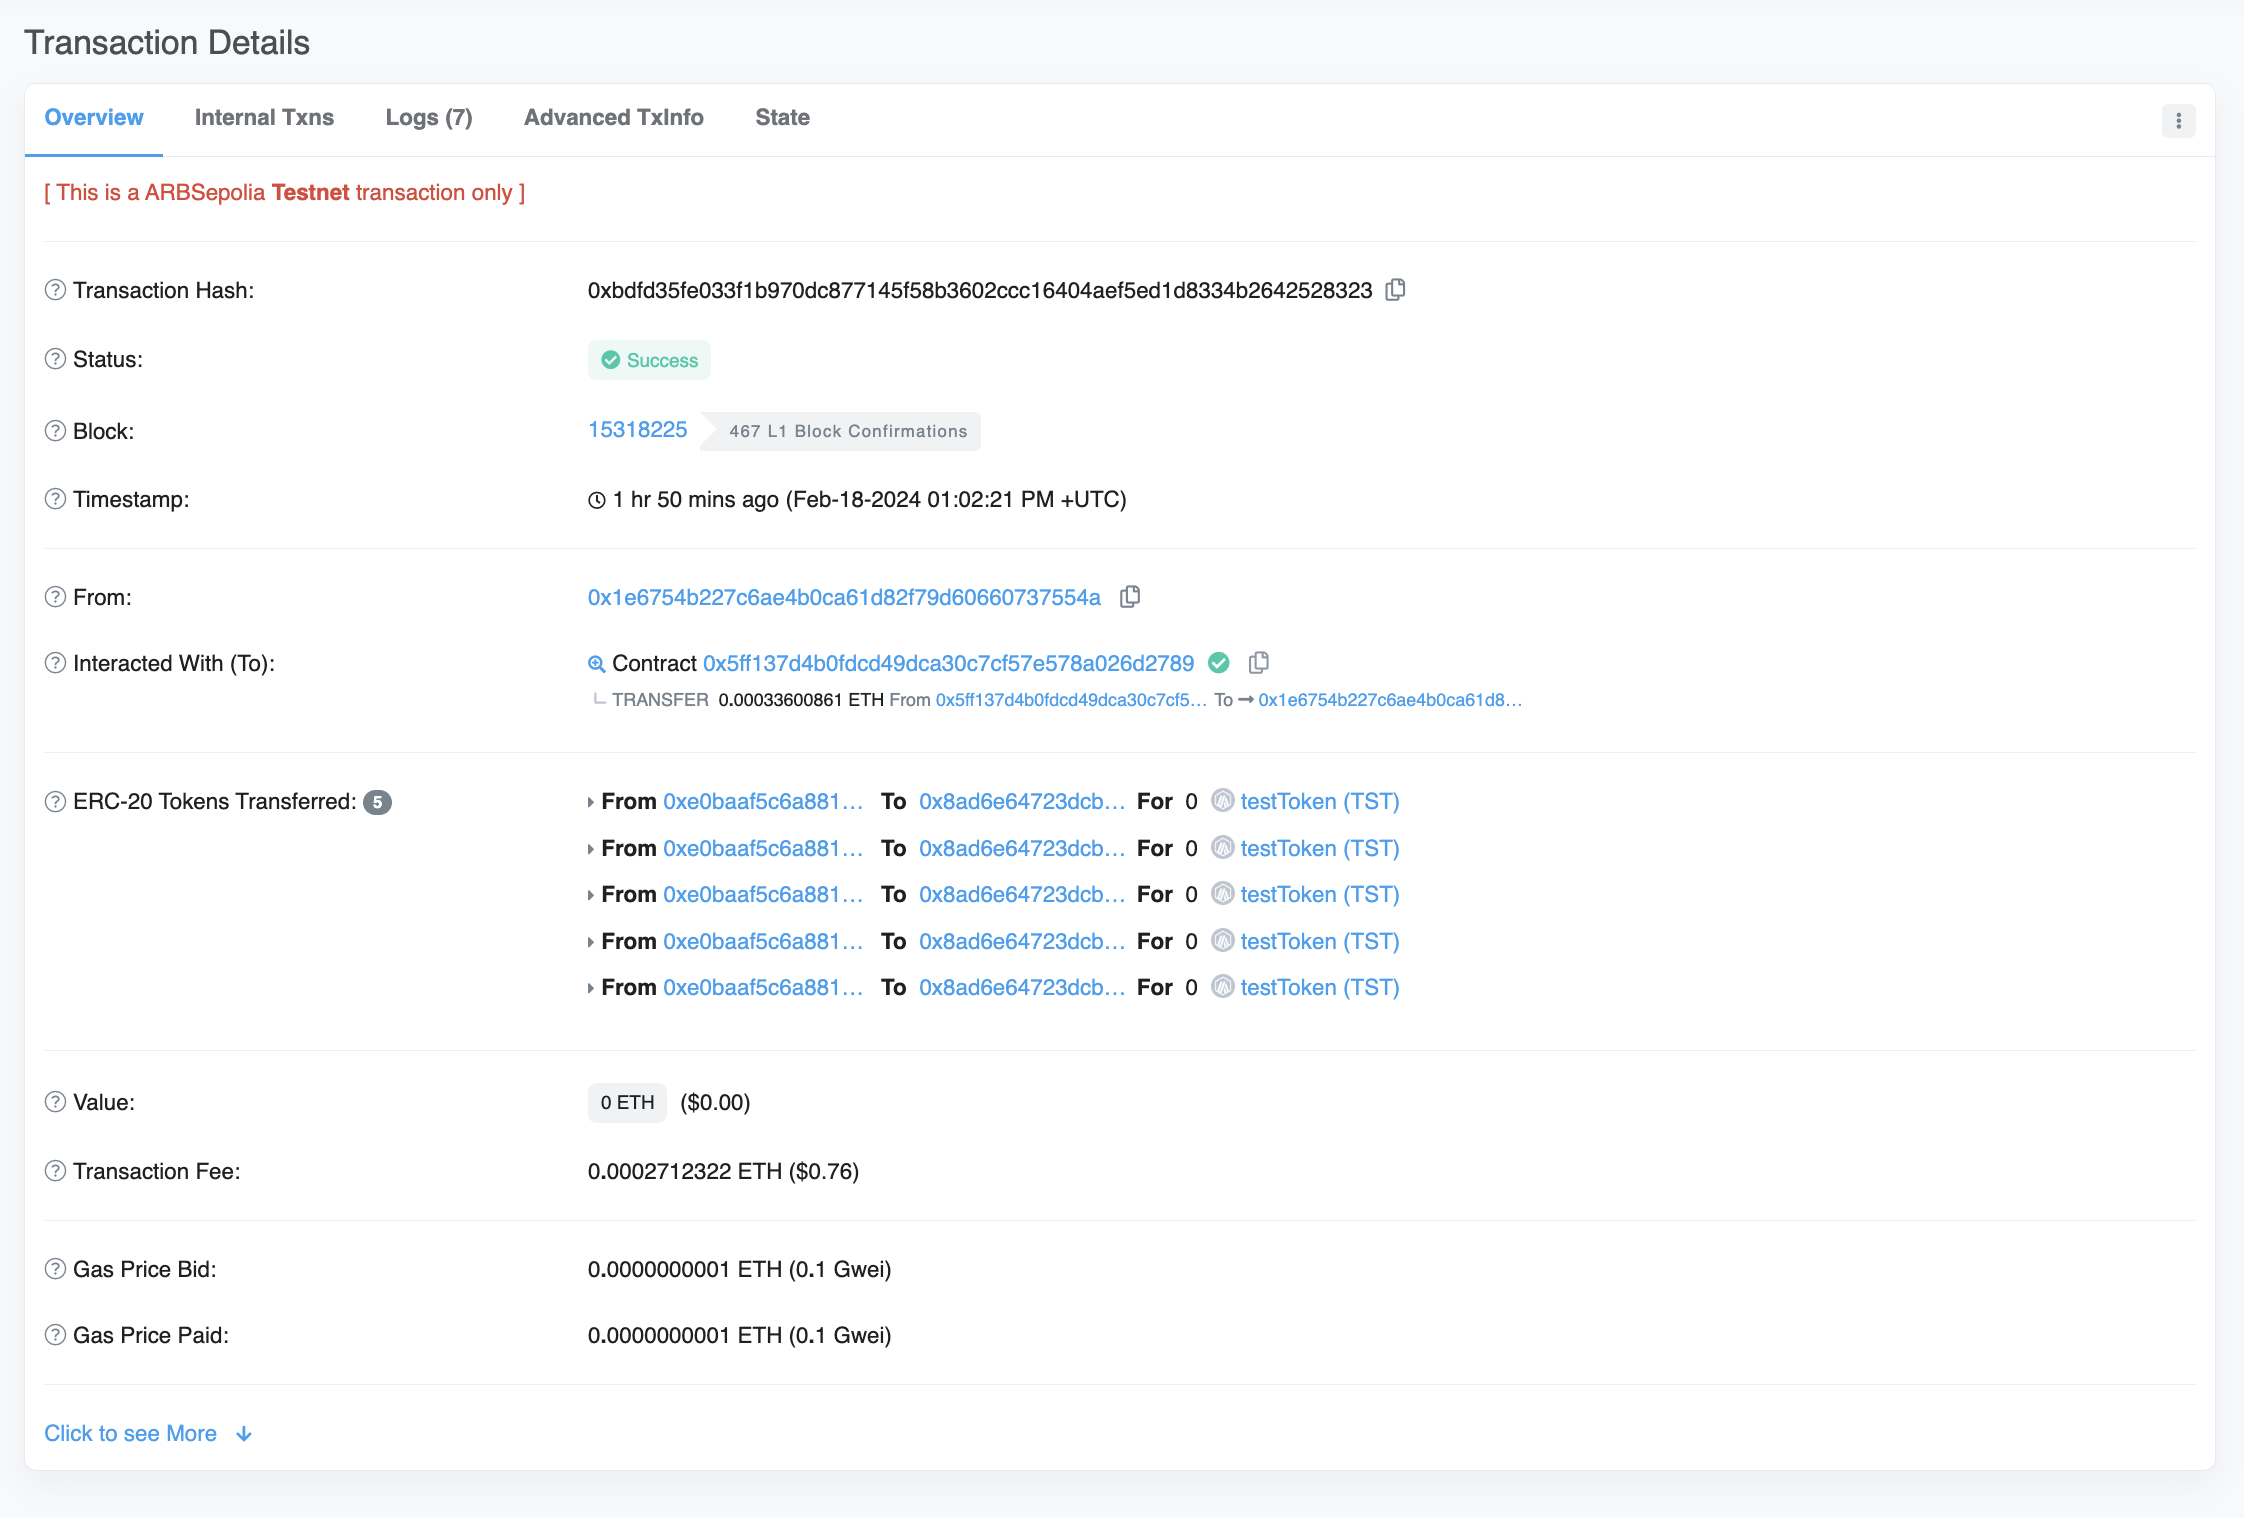 Transaction Details
Overview Internal Txns Logs (7) Advanced TxInfo State
[ This is a ARBSepolia Testnet transaction only ]
Transaction Hash: 0xbdfd35fe033f1b970dc877145f58b3602ccc16404aef5ed1d8334b2642528323
Status: Success
Block: 15318225 467 L1 Block Confirmations
Timestamp: 1 hr 50 mins ago (Feb-18-2024 01:02:21 PM +UTC)
From: 0x1e6754b227c6ae4b0ca61d82f79d60660737554a
Interacted With (To): Contract 0x5ff137d4b0fdcd49dca30c7cf57e578a026d2789
TRANSFER 0.00033600861 ETH From 0x5ff137d4b0fdcd49dca30c7cf5... To → 0x1e6754b227c6ae4b0ca61d8...
ERC-20 Tokens Transferred: 5 From 0xe0baaf5c6a881... To 0x8ad6e64723dcb... For 0 testToken (TST)
From 0xe0baaf5c6a881... To 0x8ad6e64723dcb... For 0 testToken (TST)
From 0xe0baaf5c6a881... To 0x8ad6e64723dcb... For 0 testToken (TST)
From 0xe0baaf5c6a881... To 0x8ad6e64723dcb... For 0 testToken (TST)
From 0xe0baaf5c6a881... To 0x8ad6e64723dcb... For 0 testToken (TST)
Value: 0 ETH ($0.00)
Transaction Fee: 0.0002712322 ETH ($0.76)
Gas Price Bid: 0.0000000001 ETH (0.1 Gwei)
Gas Price Paid: 0.0000000001 ETH (0.1 Gwei)
Click to see More ↓